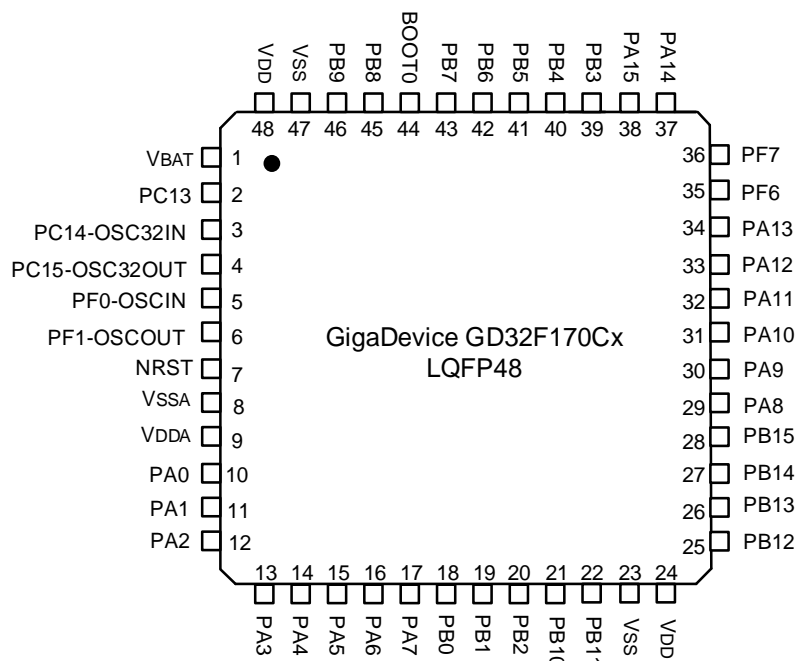 VDD
VSS
PB9
PB8
BOOT0
PB7
PB6
PB5
PB4
PB3
PA15
PA14
48 47 46 45 44 43 42 41 40 39 38 37
VBAT 1
PC13 2
PC14-OSC32IN 3
PC15-OSC32OUT 4
PF0-OSCIN 5
PF1-OSCOUT 6
NRST 7
VSSA 8
VDDA 9
PA0 10
PA1 11
PA2 12
GigaDevice GD32F170Cx
LQFP48
36 PF7
35 PF6
34 PA13
33 PA12
32 PA11
31 PA10
30 PA9
29 PA8
28 PB15
27 PB14
26 PB13
25 PB12
13 14 15 16 17 18 19 20 21 22 23 24
PA3
PA4
PA5
PA6
PA7
PB0
PB1
PB2
PB10
VSS
VDD